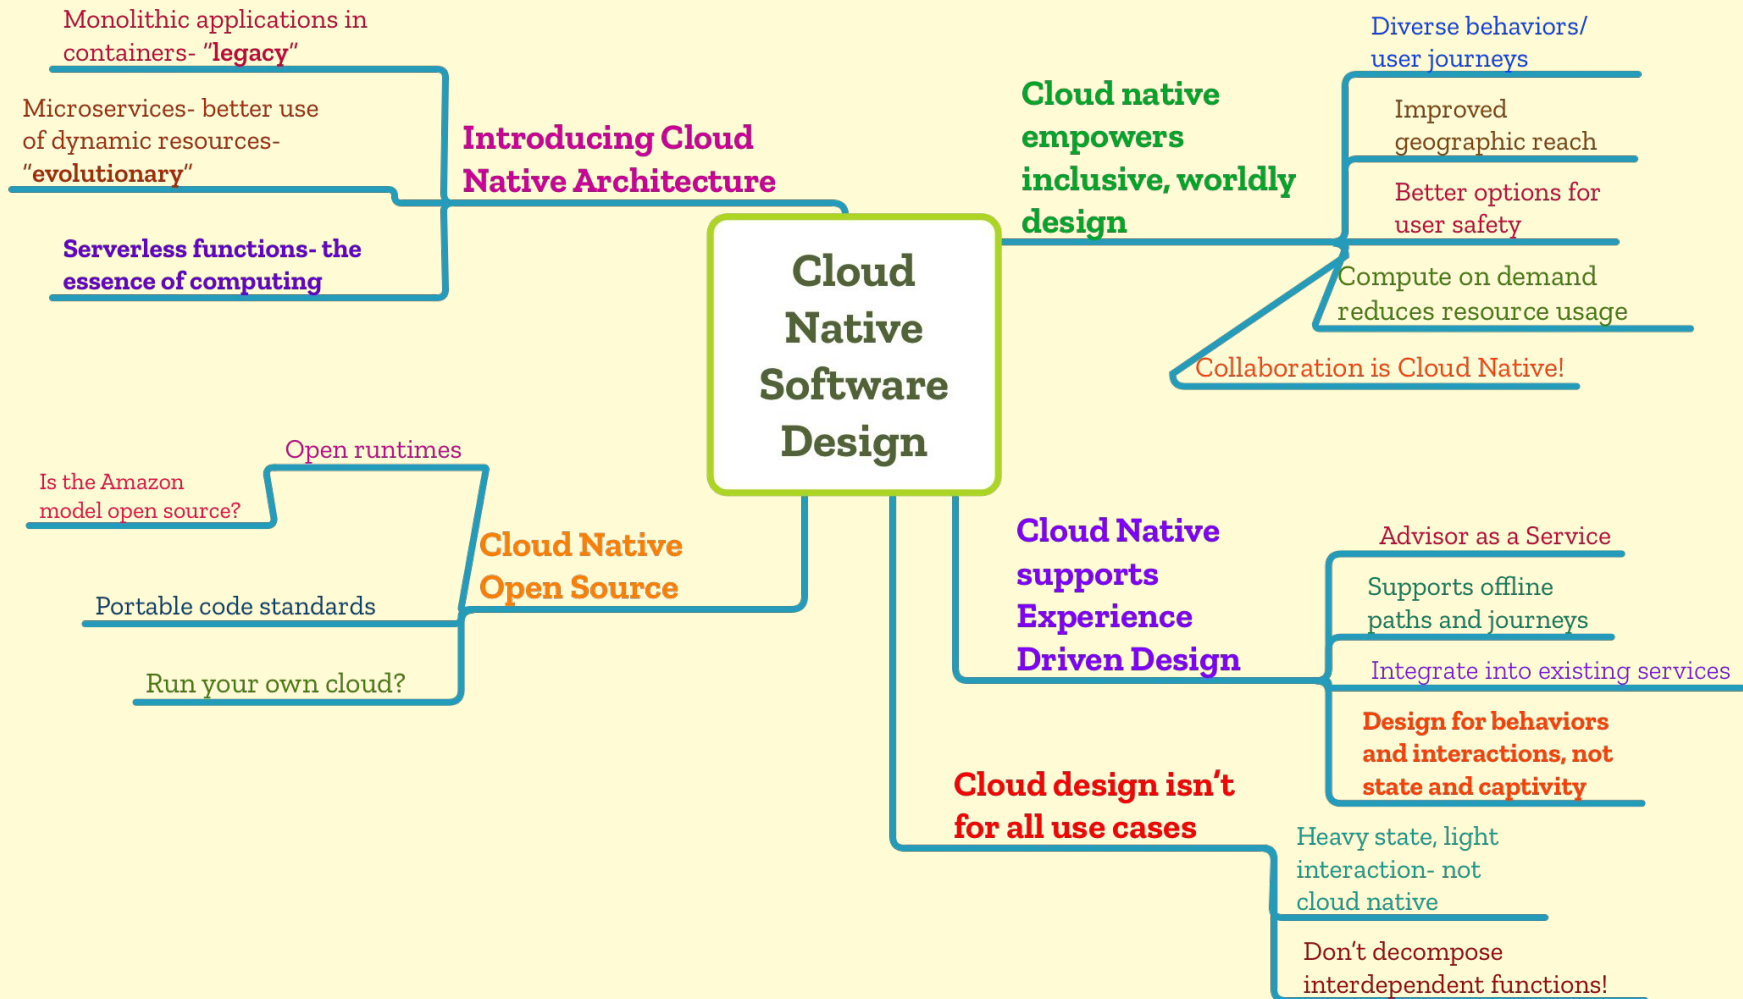 Cloud
Native
Software
Design
Introducing Cloud
Native Architecture
Monolithic applications in
containers- “legacy“
Microservices- better use
of dynamic resources-
“evolutionary“
Serverless functions- the
essence of computing
Cloud native
empowers
inclusive, worldly
design
Diverse behaviors/
user journeys
Improved
geographic reach
Better options for
user safety
Compute on demand
reduces resource usage
Collaboration is Cloud Native!
Cloud Native
Open Source
Open runtimes
Is the Amazon
model open source?
Portable code standards
Run your own cloud?
Cloud Native
supports
Experience
Driven Design
Advisor as a Service
Supports offline
paths and journeys
Integrate into existing services
Design for behaviors
and interactions, not
state and captivity
Cloud design isn’t
for all use cases
Heavy state, light
interaction- not
cloud native
Don’t decompose
interdependent functions!